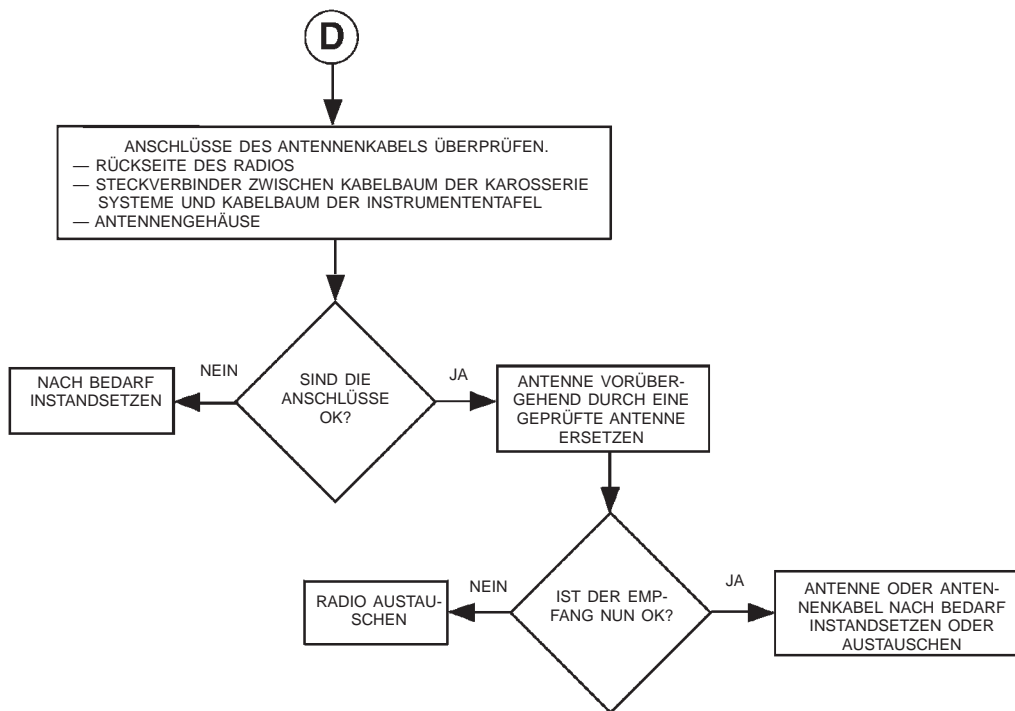 D
ANSCHLÜSSE DES ANTENNENKABELS ÜBERPRÜFEN.
— RÜCKSEITE DES RADIOS
— STECKVERBINDER ZWISCHEN KABELBAUM DER KAROSSERIE
SYSTEME UND KABELBAUM DER INSTRUMENTENTAFEL
— ANTENNENGEHÄUSE
NACH BEDARF
INSTANDSETZEN
NEIN
SIND DIE
ANSCHLÜSSE
OK?
JA
ANTENNE VORÜBER-
GEHEND DURCH EINE
GEPRÜFTE ANTENNE
ERSETZEN
RADIO AUSTAU-
SCHEN
NEIN
IST DER EMP-
FANG NUN OK?
JA
ANTENNE ODER ANTEN-
NENKABEL NACH BEDARF
INSTANDSETZEN ODER
AUSTAUSCHEN